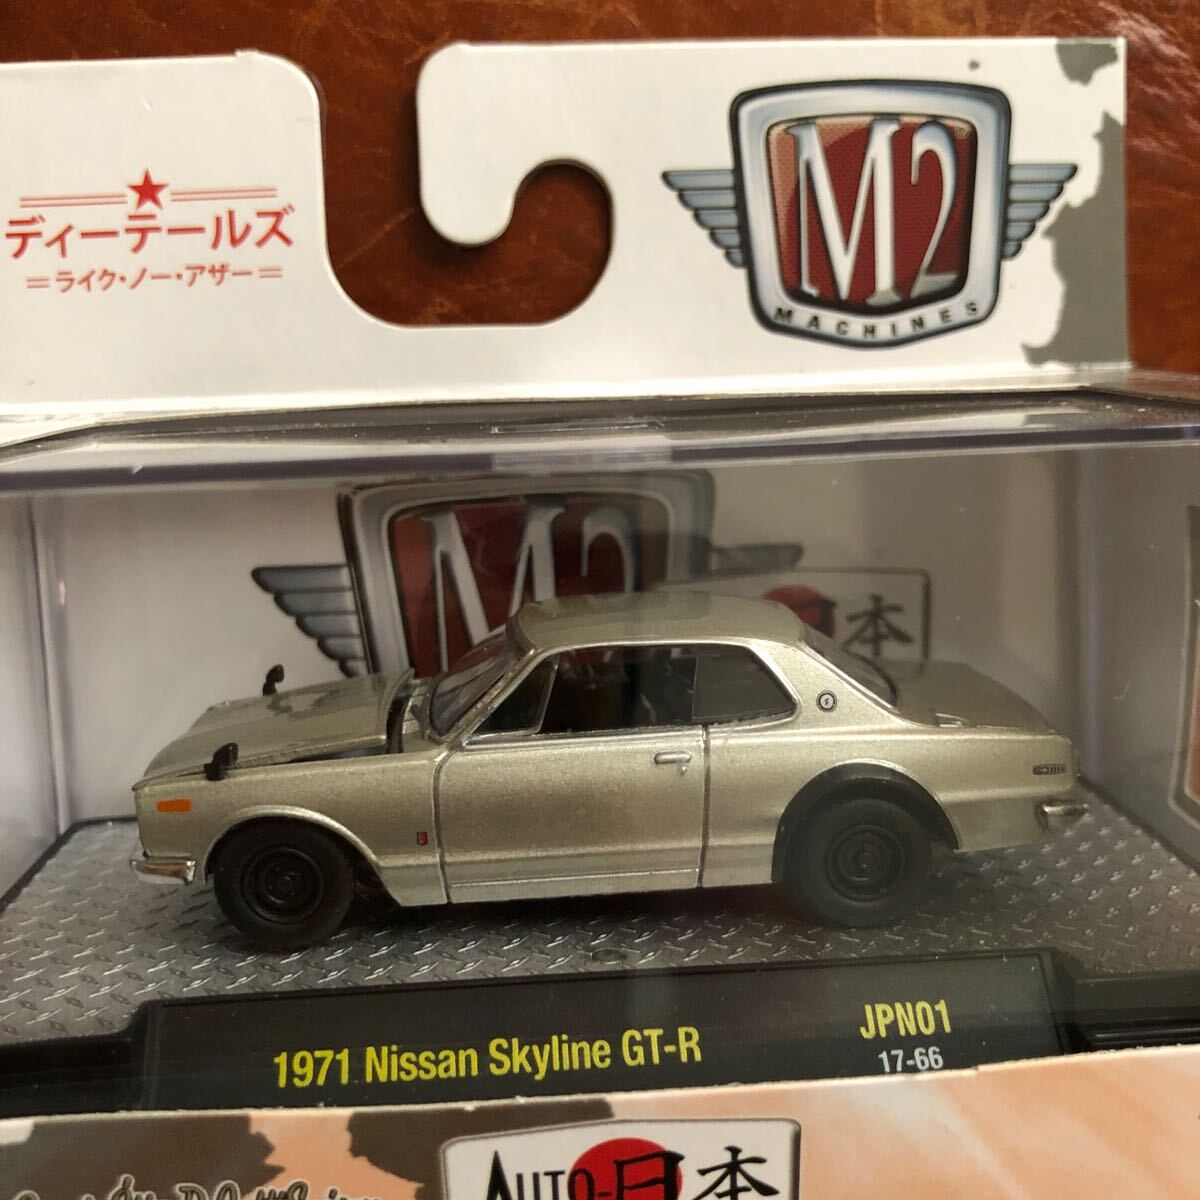 ディーテールズ
=ライク・ノー・アザー=
M2
MACHINES
M2
日本
1971 Nissan Skyline GT-R
JPN01
17-66
AUTO-日本